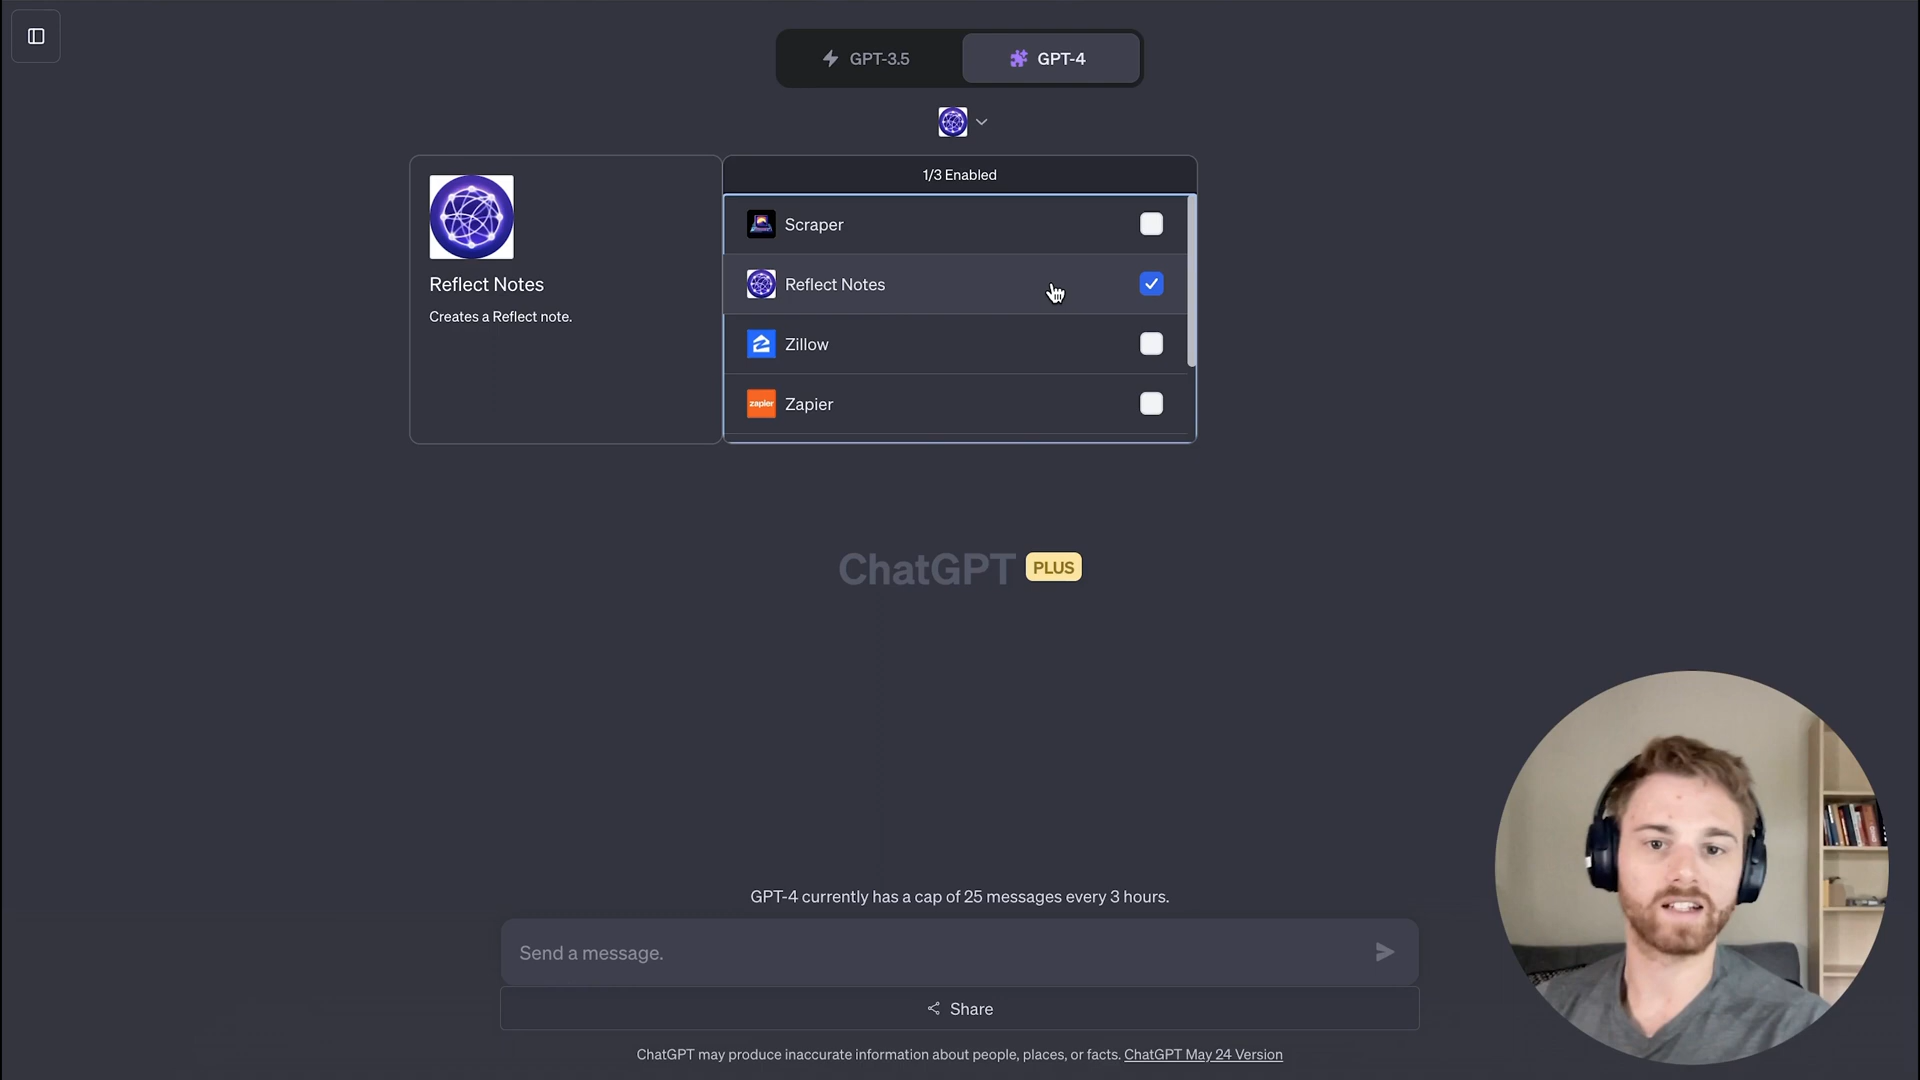 GPT-3.5
GPT-4
1/3 Enabled
Scraper
Reflect Notes
Zillow
zapier
Zapier
Reflect Notes
Creates a Reflect note.
ChatGPT PLUS
GPT-4 currently has a cap of 25 messages every 3 hours.
Send a message.
Share
ChatGPT may produce inaccurate information about people, places, or facts. ChatGPT May 24 Version